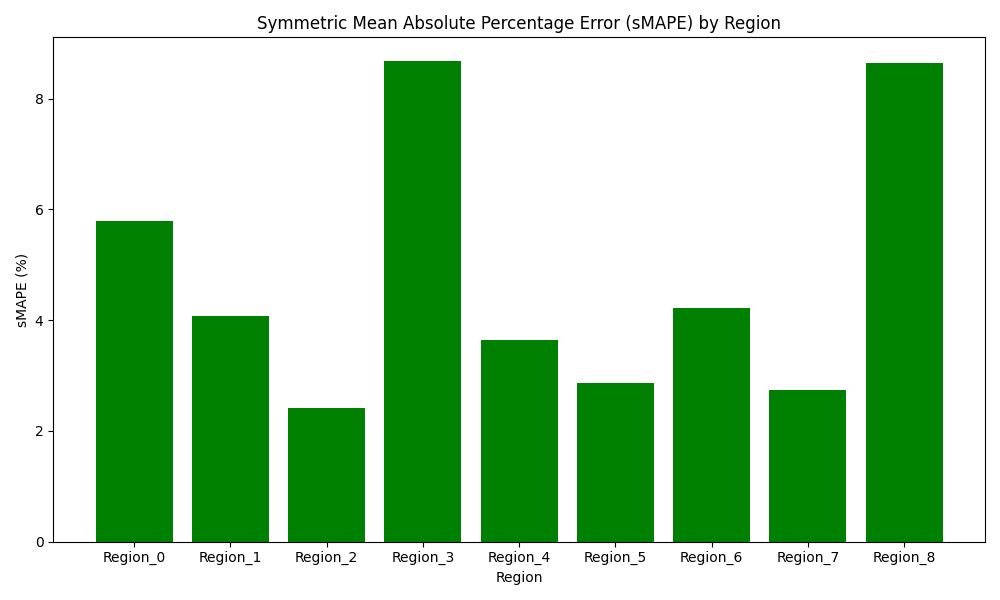 Symmetric Mean Absolute Percentage Error (sMAPE) by Region
8
6
4
2
0
sMAPE (%)
Region_0 Region_1 Region_2 Region_3 Region_4 Region_5 Region_6 Region_7 Region_8
Region